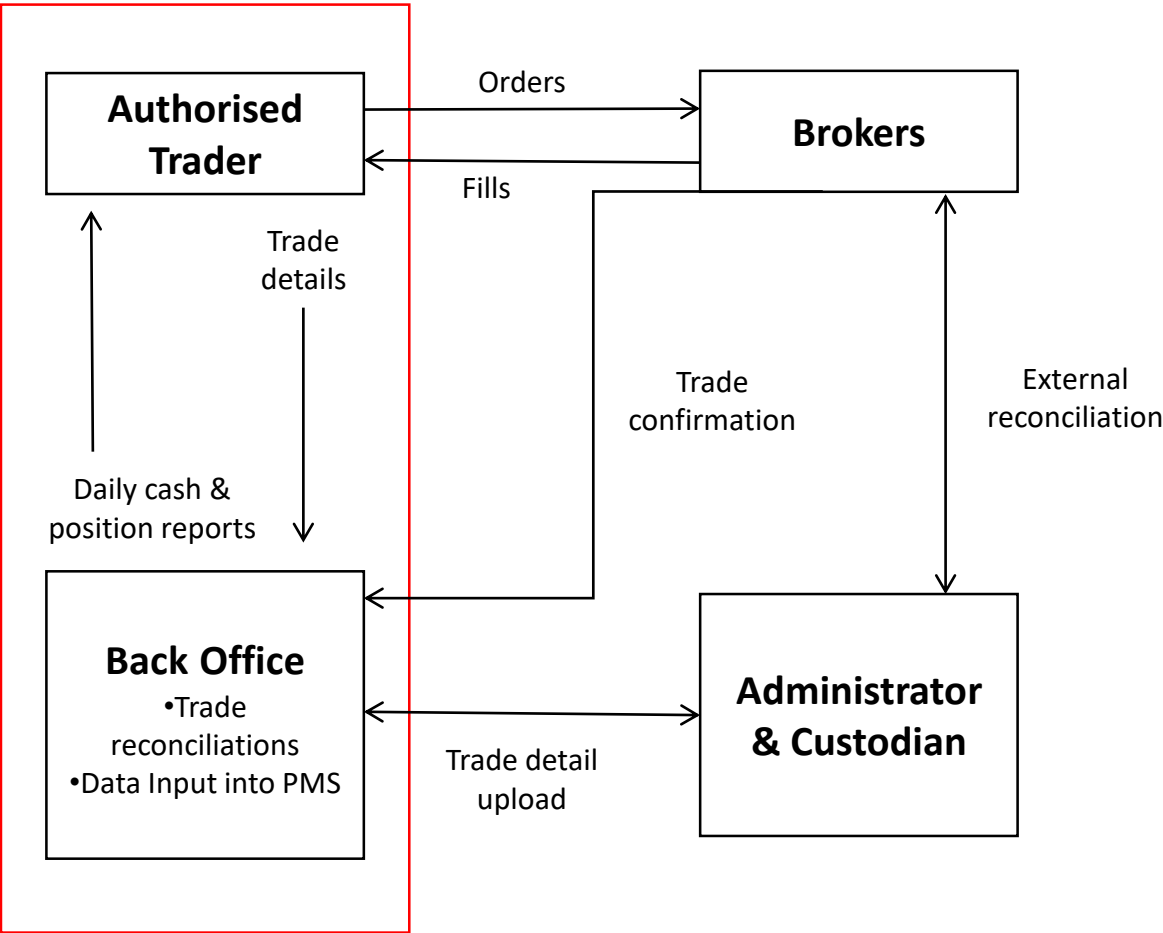 Authorised
Trader
Orders
Brokers
Fills
Trade
details
Trade
confirmation
External
reconciliation
Daily cash &
position reports
Back Office
•Trade
reconciliations
•Data Input into PMS
Administrator
& Custodian
Trade detail
upload